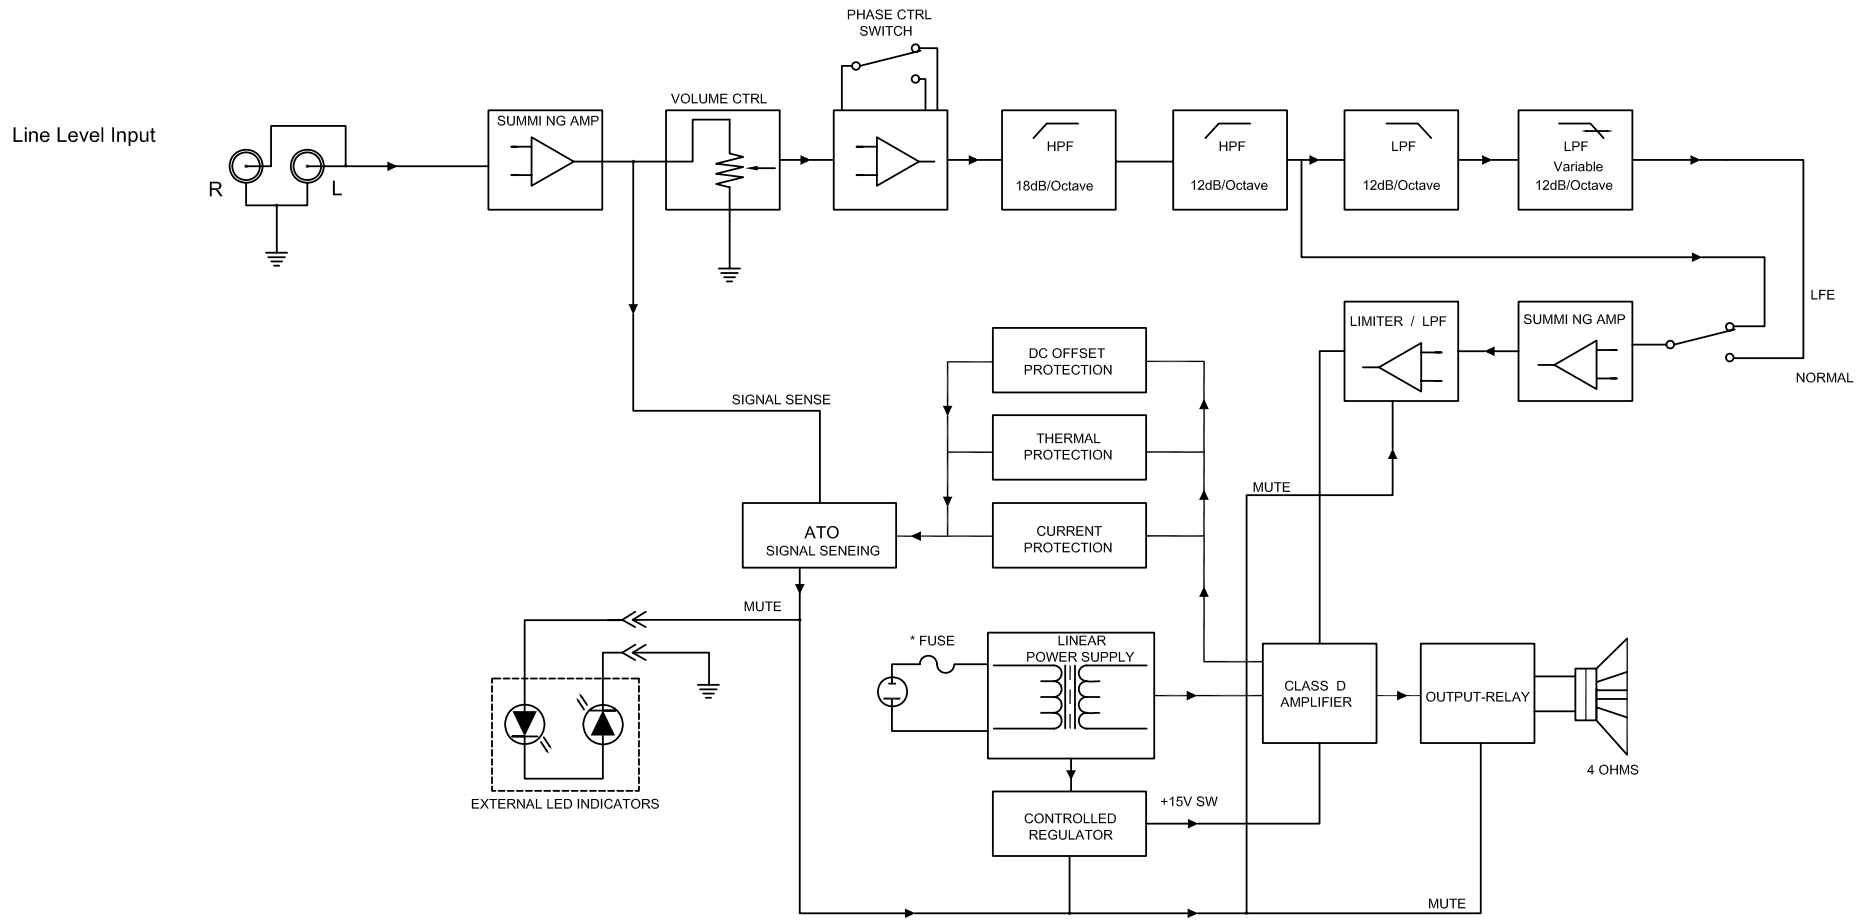 PHASE CTRL
SWITCH
VOLUME CTRL
Line Level Input
R
L
SUMMI NG AMP
HPF
18dB/Octave
HPF
12dB/Octave
LPF
12dB/Octave
LPF
Variable
12dB/Octave
LFE
NORMAL
LIMITER / LPF
SUMMI NG AMP
DC OFFSET
PROTECTION
SIGNAL SENSE
THERMAL
PROTECTION
MUTE
ATO
SIGNAL SENEING
CURRENT
PROTECTION
MUTE
* FUSE
LINEAR
POWER SUPPLY
CLASS D
AMPLIFIER
OUTPUT-RELAY
4 OHMS
EXTERNAL LED INDICATORS
+15V SW
CONTROLLED
REGULATOR
MUTE